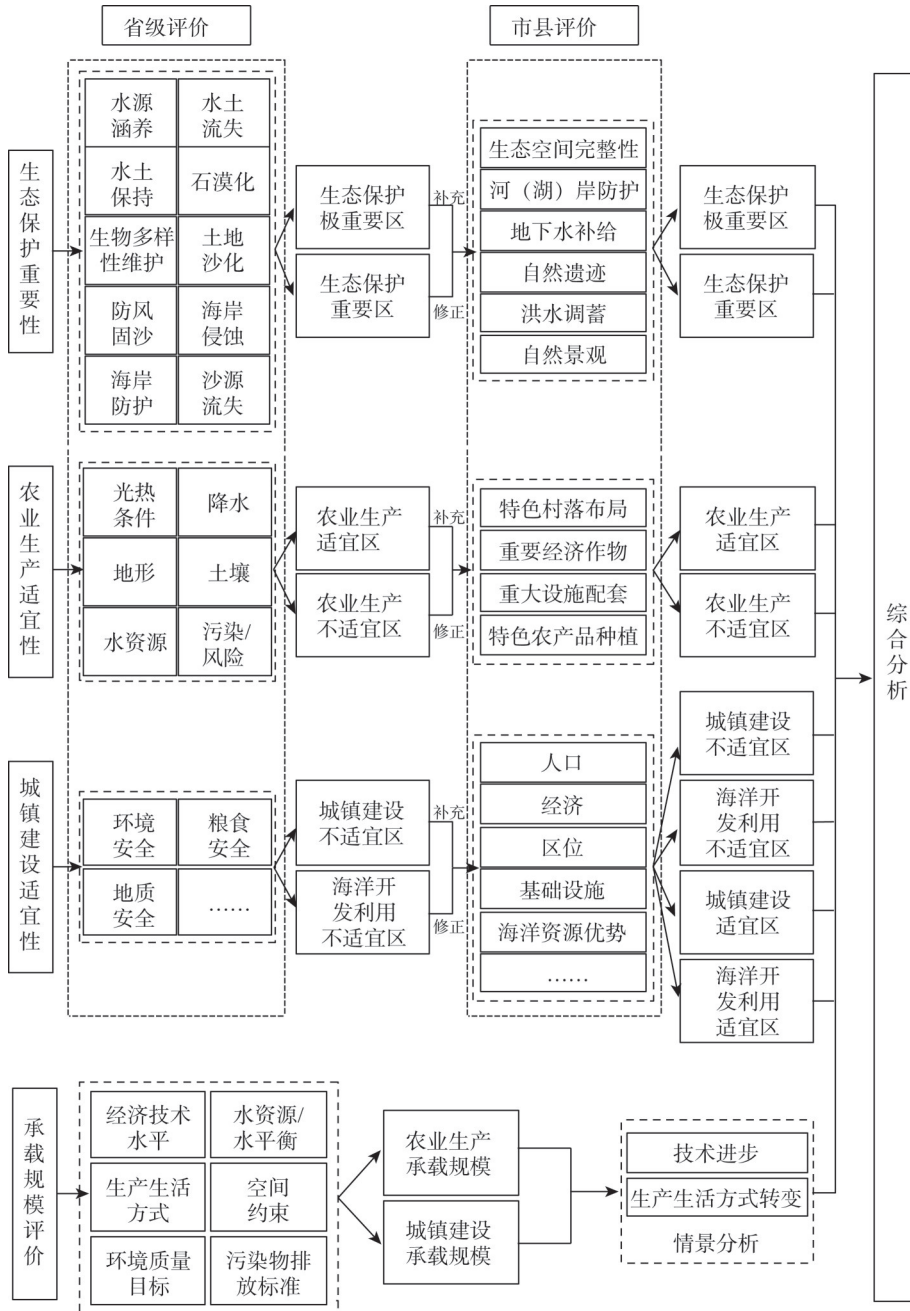 省级评价
市县评价
生态保护重要性
水源
涵养
水土
流失
水土
保持
石漠化
生物多样
性维护
土地
沙化
防风
固沙
海岸
侵蚀
海岸
防护
沙源
流失
生态保护
极重要区
生态保护
重要区
补充
修正
生态空间完整性
河（湖）岸防护
地下水补给
自然遗迹
洪水调蓄
自然景观
生态保护
极重要区
生态保护
重要区
农业生产适宜性
光热
条件
降水
地形
土壤
水资源
污染/
风险
农业生产
适宜区
农业生产
不适宜区
补充
修正
特色村落布局
重要经济作物
重大设施配套
特色农产品种植
农业生产
适宜区
农业生产
不适宜区
城镇建设适宜性
环境
安全
粮食
安全
地质
安全
……
城镇建设
不适宜区
海洋开
发利用
不适宜区
补充
修正
人口
经济
区位
基础设施
海洋资源优势
……
城镇建设
不适宜区
海洋开
发利用
不适宜区
城镇建设
适宜区
海洋开
发利用
适宜区
承载规模评价
经济技术
水平
水资源/
水平衡
生产生活
方式
空间
约束
环境质量
目标
污染物排
放标准
农业生产
承载规模
城镇建设
承载规模
技术进步
生产生活方式转变
情景分析
综合分析